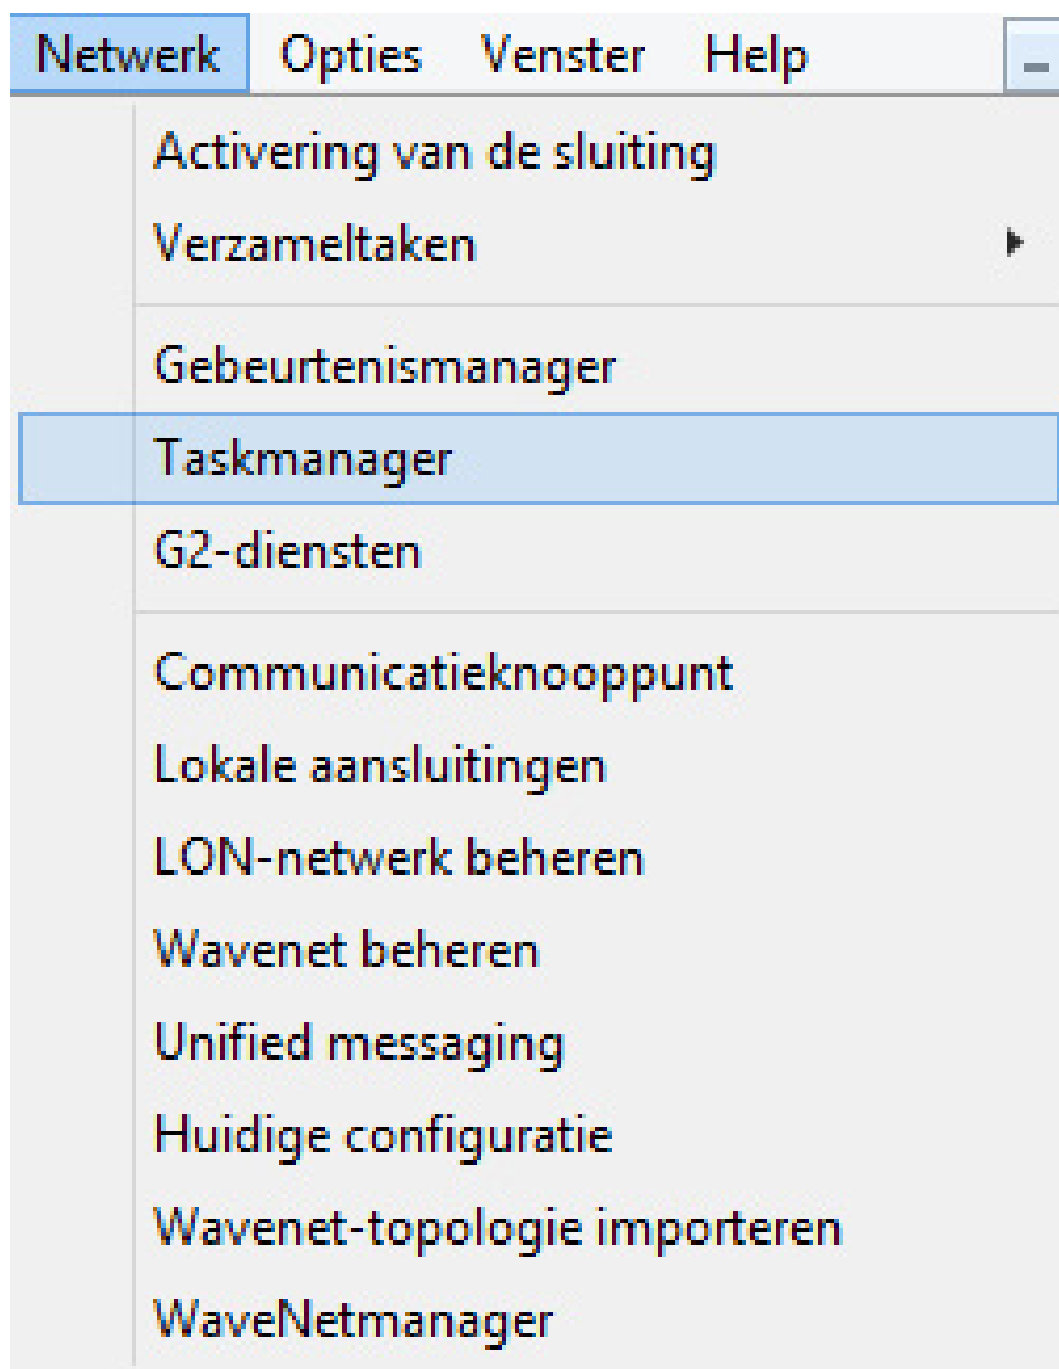 Netwerk Opties Venster Help
Activering van de sluiting
Verzameltaken
Gebeurtenismanager
Taskmanager
G2-diensten
Communicatieknooppunt
Lokale aansluitingen
LON-netwerk beheren
Wavenet beheren
Unified messaging
Huidige configuratie
Wavenet-topologie importeren
WaveNetmanager